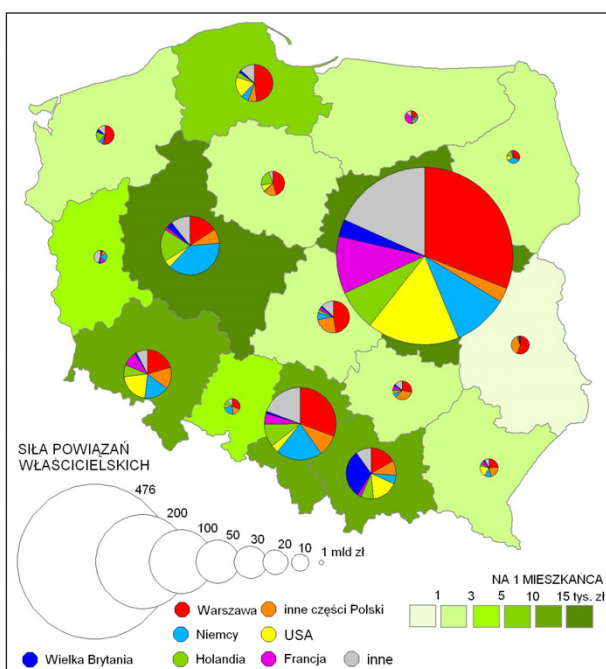 SIŁA POWIĄZAŃ
WŁAŚCICIELSKICH
476
200
100
50
30
20
10
1 mld zł
NA 1 MIESZKAŃCA
1 3 5 10 15 tys. zł
Warszawa
inne części Polski
Niemcy
USA
Wielka Brytania
Holandia
Francja
inne